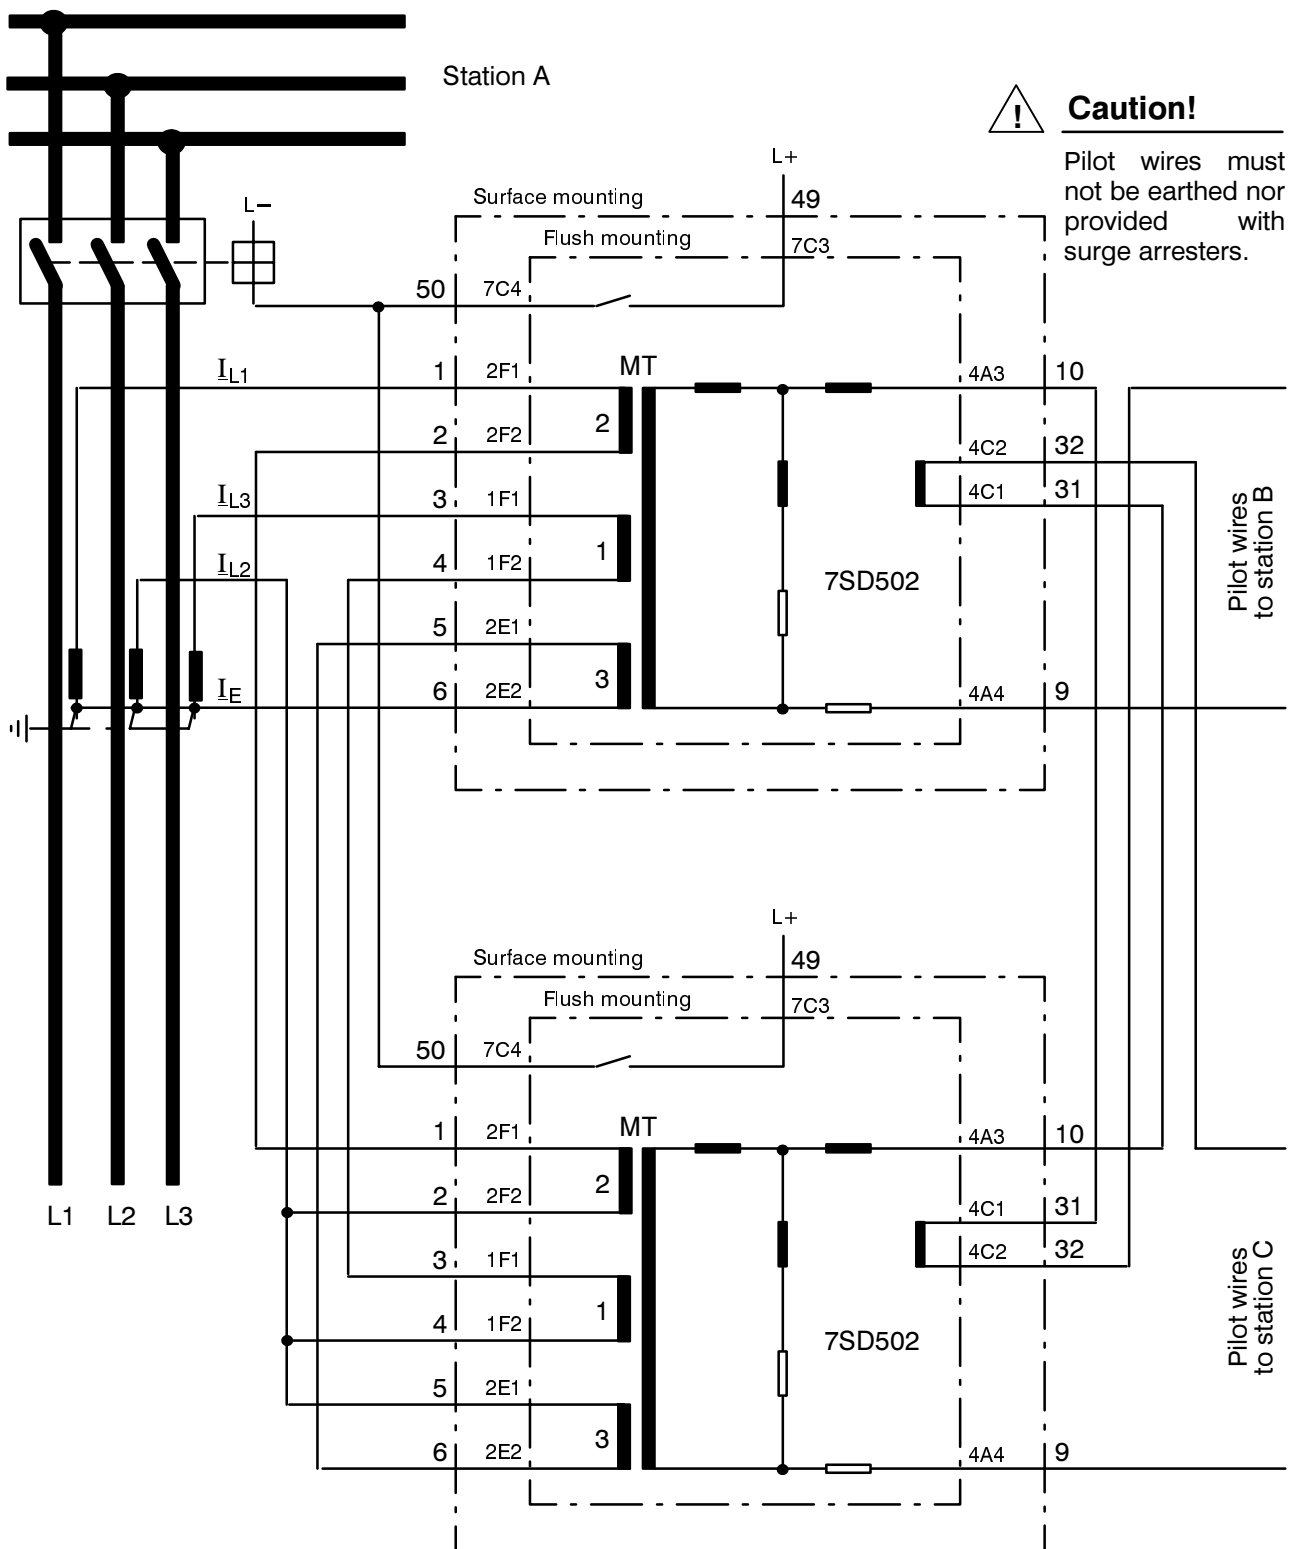 Station A
! Caution!
Pilot wires must
not be earthed nor
provided with
surge arresters.
L+
Surface mounting
49
L−
Flush mounting
7C3
50
7C4
I L1
1
2F1
MT
4A3
10
2
2
2F2
4C2
32
I L3
3
1F1
4C1
31
1
I L2
4
1F2
7SD502
Pilot wires
to station B
5
2E1
3
I E
6
2E2
4A4
9
L+
Surface mounting
49
Flush mounting
7C3
50
7C4
1
2F1
MT
4A3
10
2
2
2F2
4C1
31
L1
L2
L3
3
1F1
4C2
32
1
4
1F2
7SD502
Pilot wires
to station C
5
2E1
3
6
2E2
4A4
9